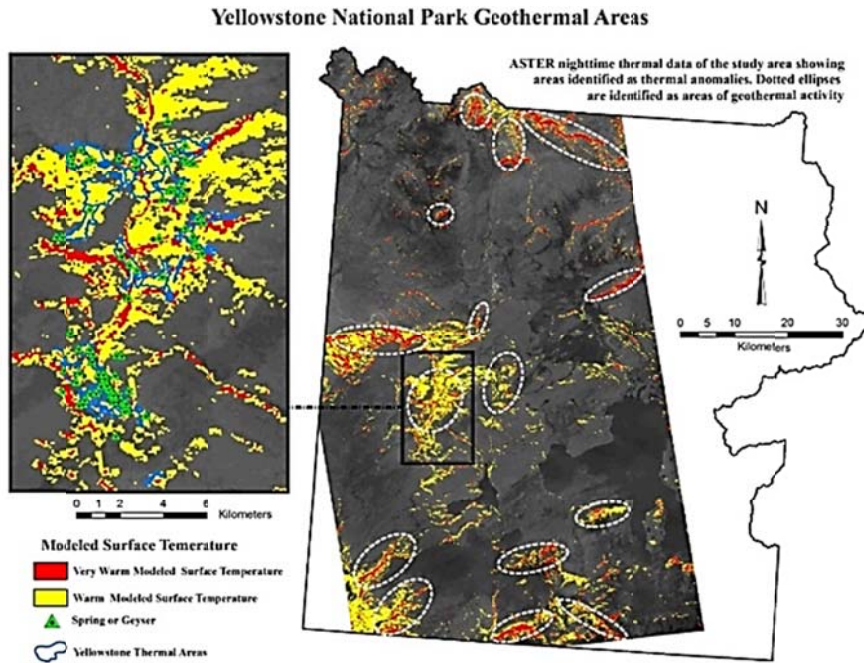 Yellowstone National Park Geothermal Areas
ASTER nighttime thermal data of the study area showing
areas identified as thermal anomalies. Dotted ellipses
are identified as areas of geothermal activity
N
0 5 10 20 30
Kilometers
0 1 2 4 6
Kilometers
Modeled Surface Temerature
Very Warm Modeled Surface Temperature
Warm Modeled Surface Temperature
Spring or Geyser
Yellowstone Thermal Areas